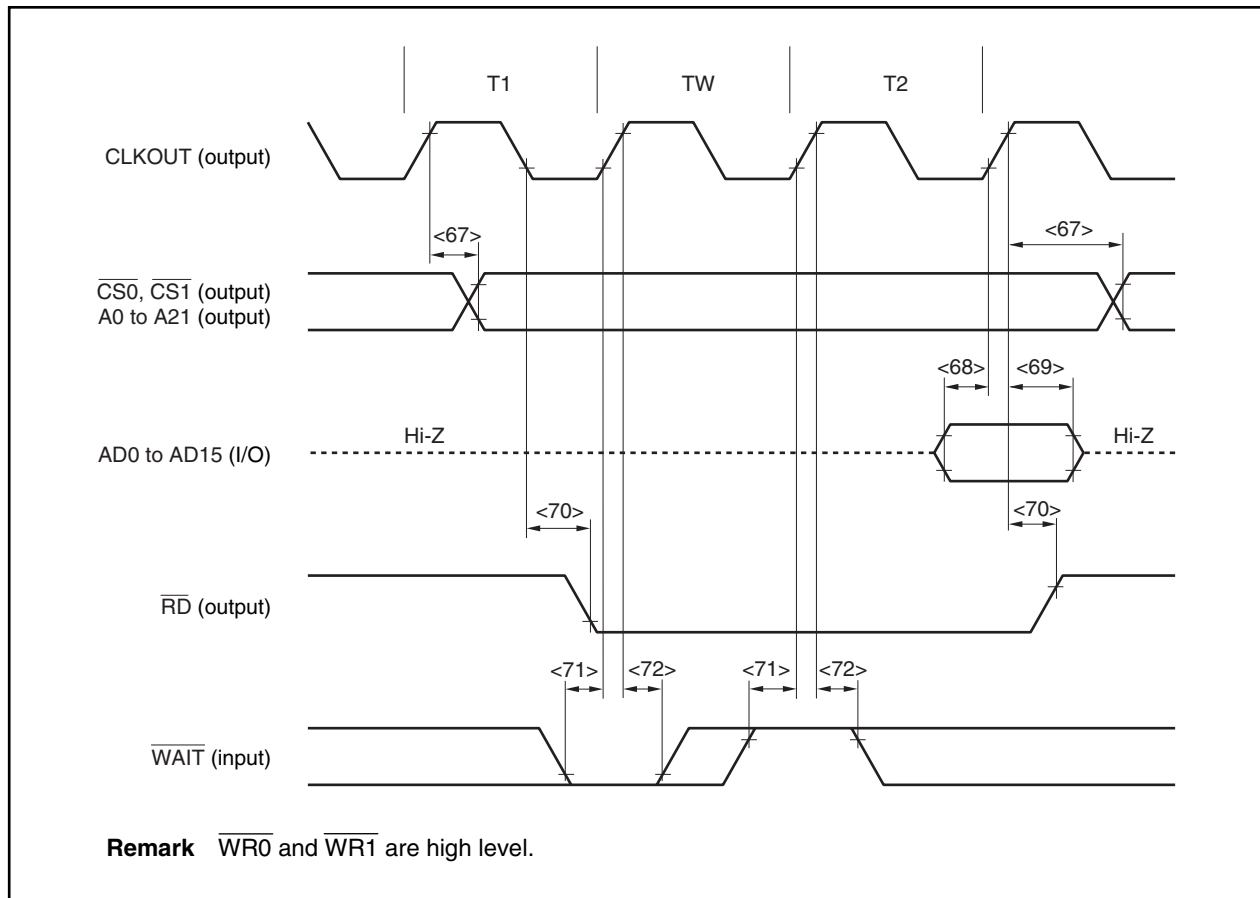 T1 TW T2
CLKOUT (output)
<67> <67>
CS0, CS1 (output)
A0 to A21 (output)
<68> <69>
Hi-Z Hi-Z
AD0 to AD15 (I/O)
<70> <70>
RD (output)
<71> <72> <71> <72>
WAIT (input)
Remark WR0 and WR1 are high level.